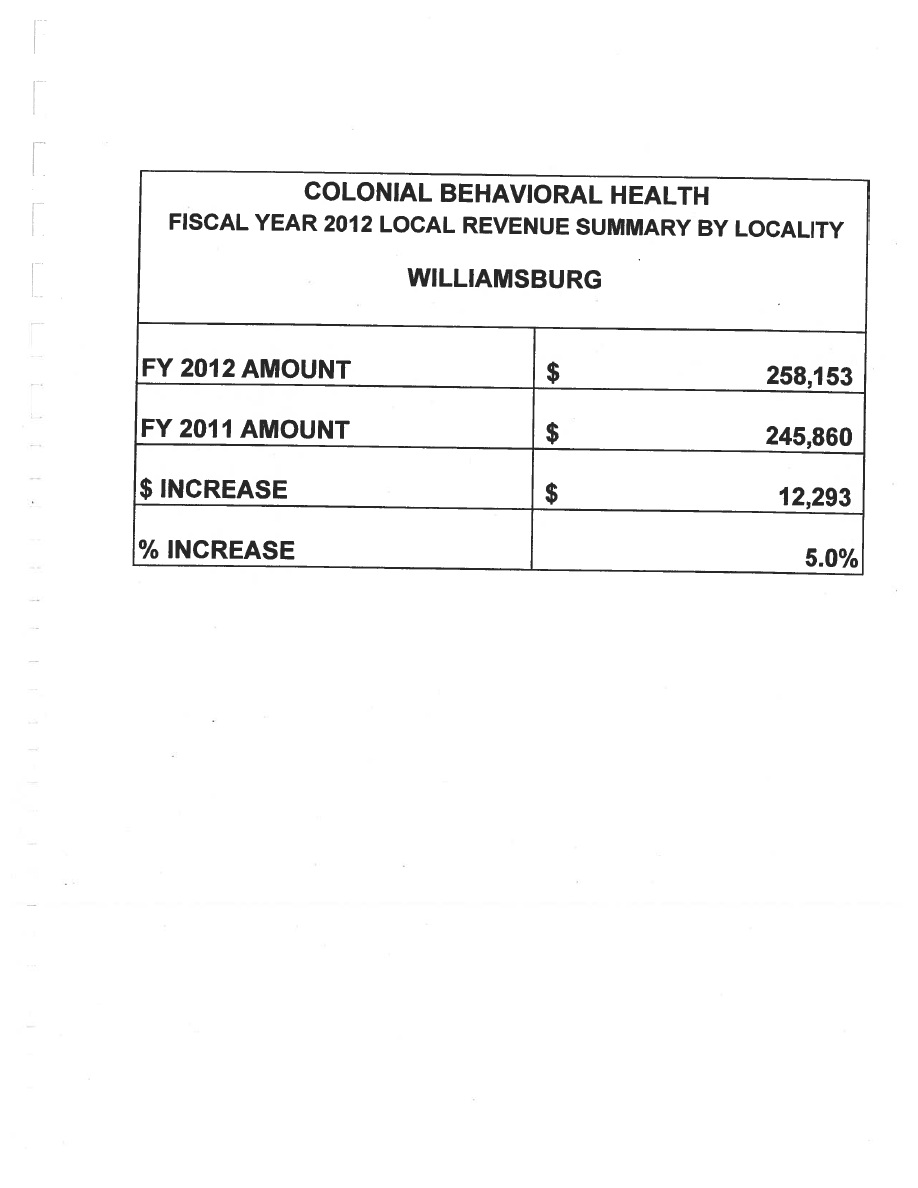 COLONIAL BEHAVIORAL HEALTH
FISCAL YEAR 2012 LOCAL REVENUE SUMMARY BY LOCALITY
WILLIAMSBURG
FY 2012 AMOUNT $ 258,153
FY 2011 AMOUNT $ 245,860
$ INCREASE $ 12,293
% INCREASE 5.0%